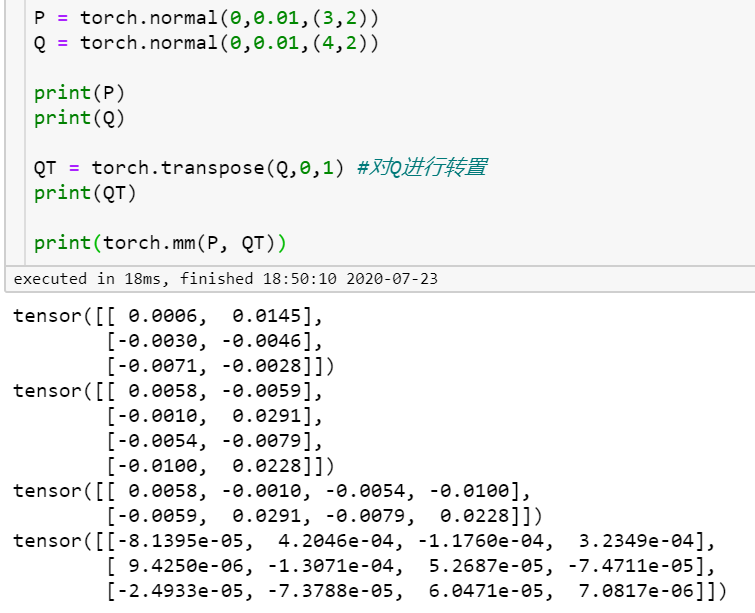 P = torch.normal(0,0.01,(3,2))
Q = torch.normal(0,0.01,(4,2))
print(P)
print(Q)
QT = torch.transpose(Q,0,1) #对Q进行转置
print(QT)
print(torch.mm(P, QT))
executed in 18ms, finished 18:50:10 2020-07-23
tensor([[ 0.0006,  0.0145],
        [-0.0030, -0.0046],
        [-0.0071, -0.0028]])
tensor([[ 0.0058, -0.0059],
        [-0.0010,  0.0291],
        [-0.0054, -0.0079],
        [-0.0100,  0.0228]])
tensor([[ 0.0058, -0.0010, -0.0054, -0.0100],
        [-0.0059,  0.0291, -0.0079,  0.0228]])
tensor([[-8.1395e-05,  4.2046e-04, -1.1760e-04,  3.2349e-04],
        [ 9.4250e-06, -1.3071e-04,  5.2687e-05, -7.4711e-05],
        [-2.4933e-05, -7.3788e-05,  6.0471e-05,  7.0817e-06]])